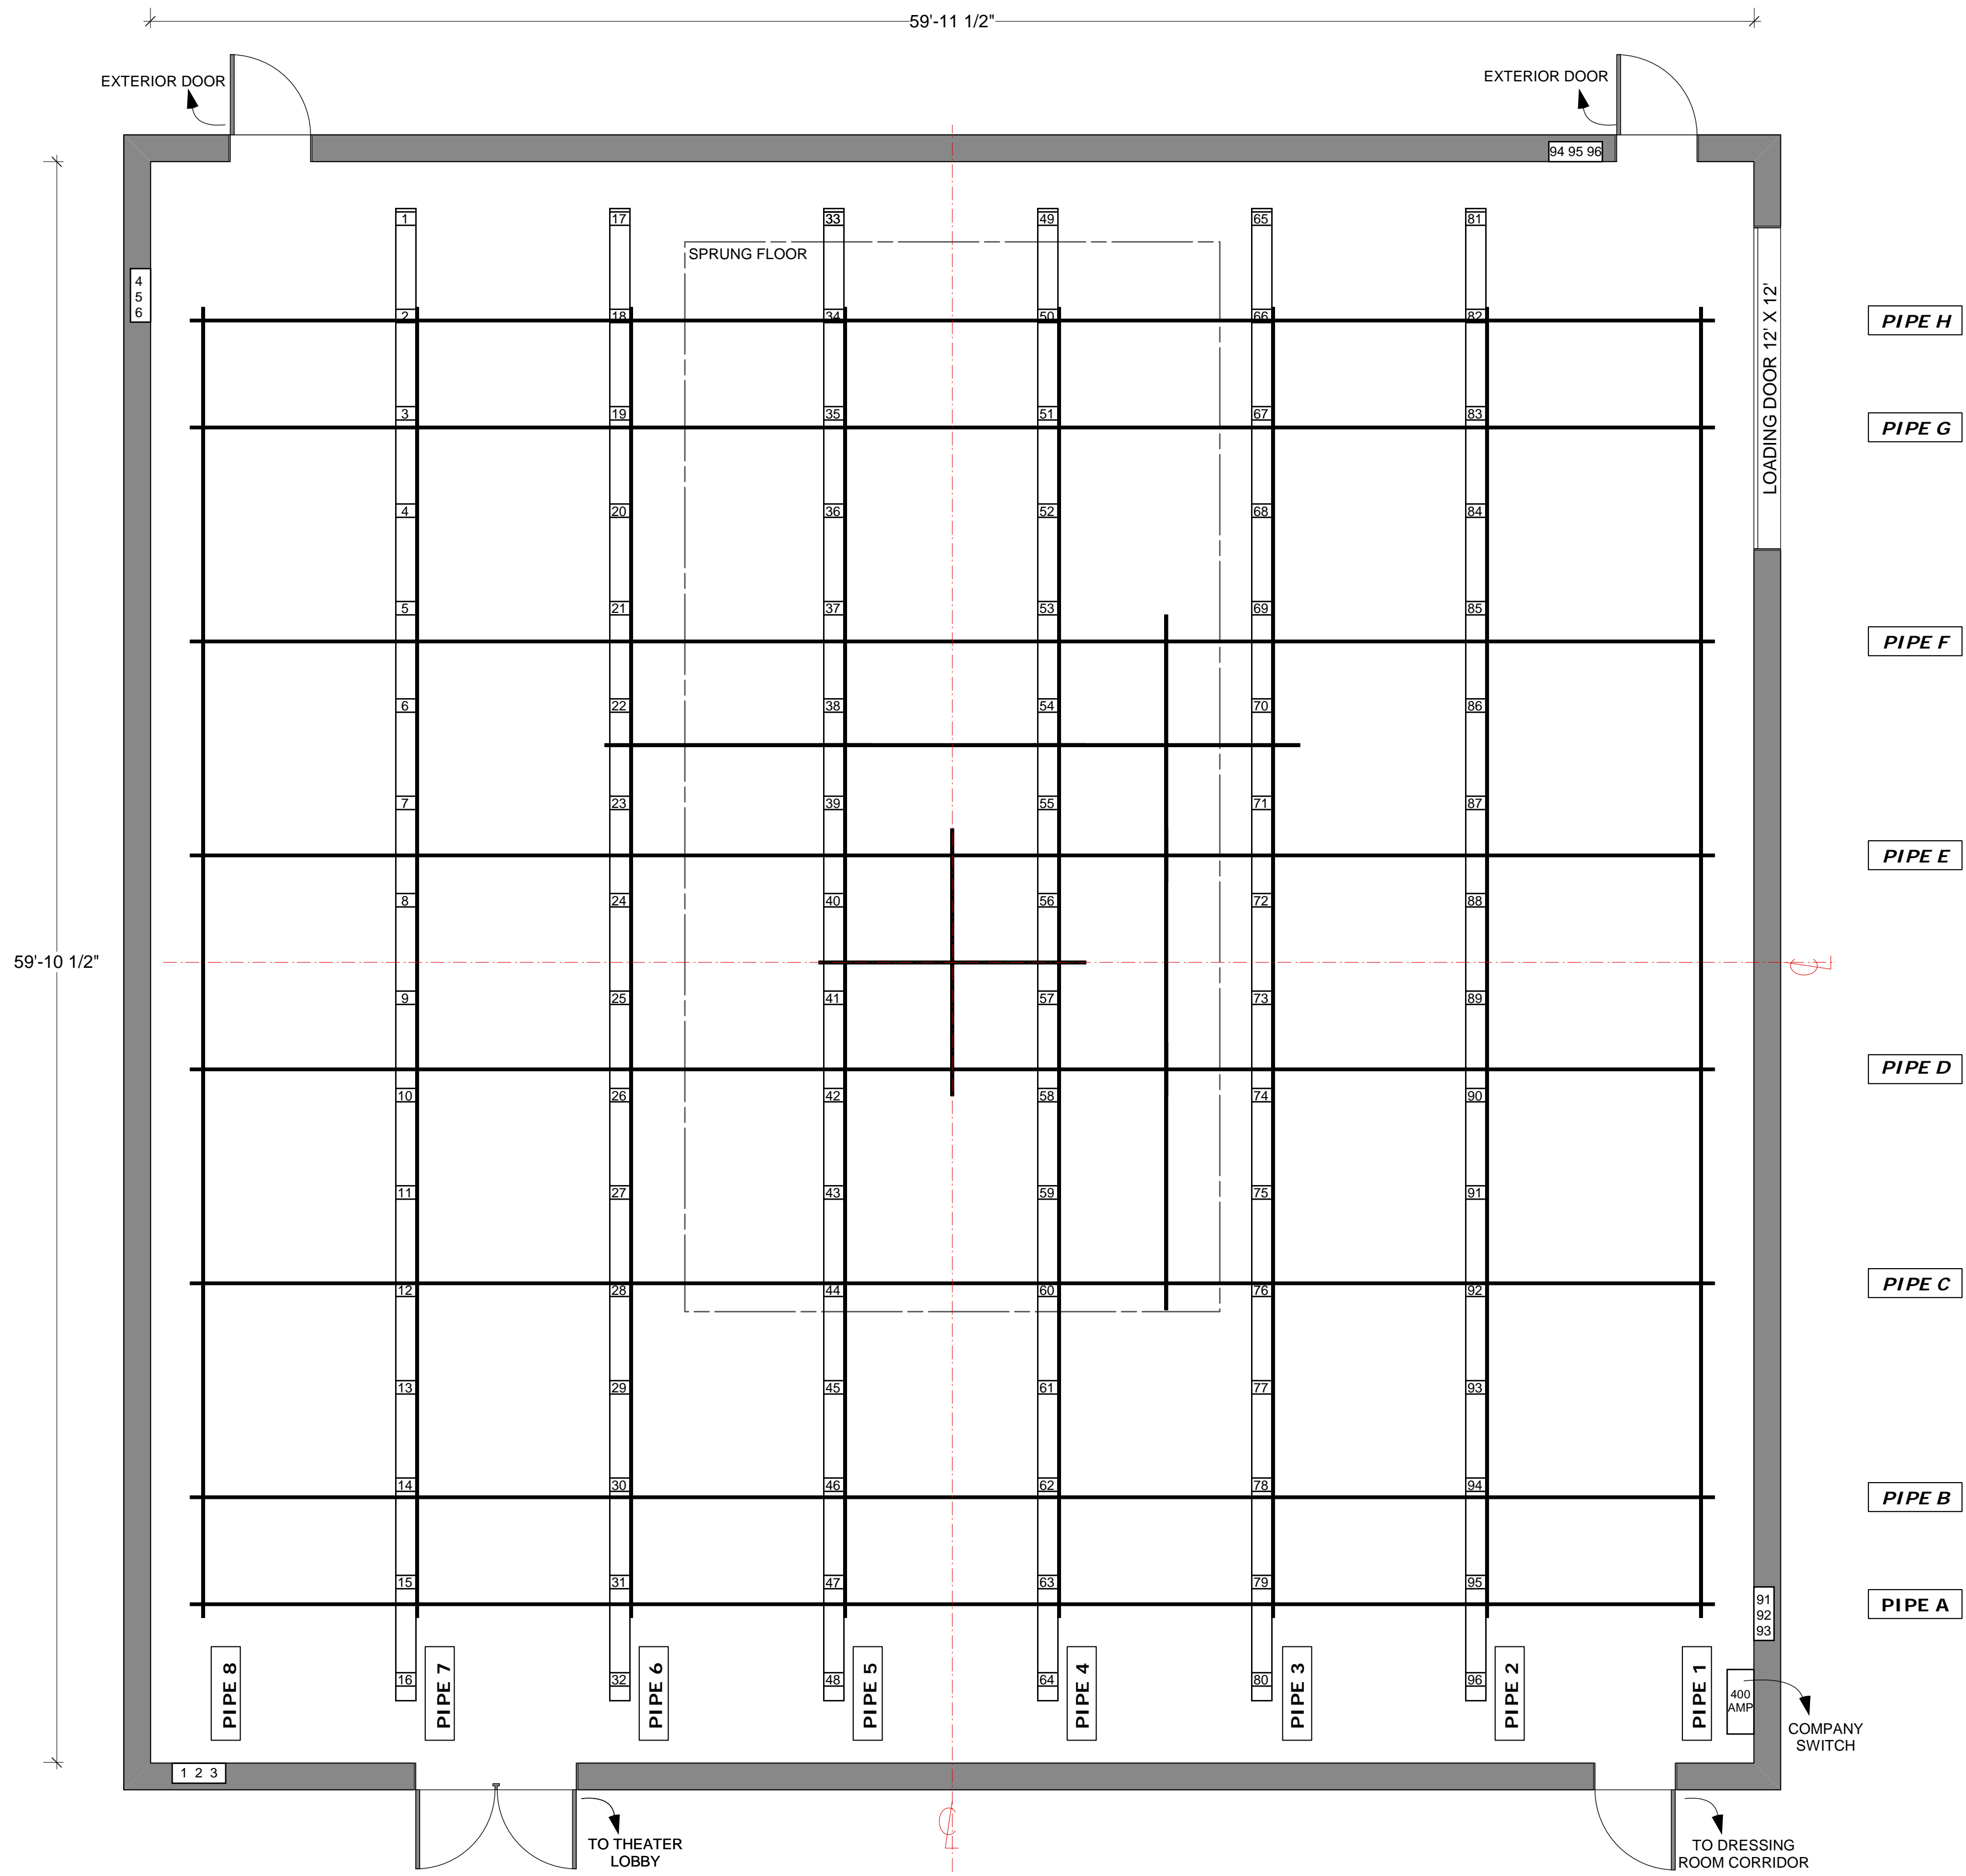 59'-11 1/2"
EXTERIOR DOOR
EXTERIOR DOOR
94 95 96
1 17 33 49 65 81
SPRUNG FLOOR
4
5
6
LOADING DOOR 12' X 12'
2 18 34 50 66 82
PIPE H
3 19 35 51 67 83
PIPE G
4 20 36 52 68 84
5 21 37 53 69 85
PIPE F
6 22 38 54 70 86
7 23 39 55 71 87
PIPE E
8 24 40 56 72 88
59'-10 1/2"
CL
9 25 41 57 73 89
PIPE D
10 26 42 58 74 90
11 27 43 59 75 91
PIPE C
12 28 44 60 76 92
13 29 45 61 77 93
14 30 46 62 78 94
PIPE B
15 31 47 63 79 95
PIPE A
91
92
93
16 32 48 64 80 96
PIPE 8
PIPE 7
PIPE 6
PIPE 5
PIPE 4
PIPE 3
PIPE 2
PIPE 1
400
AMP
COMPANY
SWITCH
1 2 3
CL
TO THEATER
LOBBY
TO DRESSING
ROOM CORRIDOR